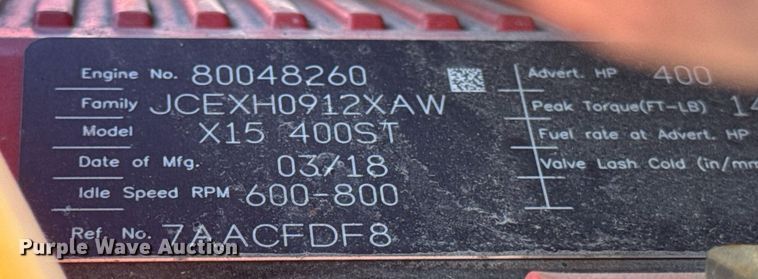 Engine No. 80048260
Family JCEXH0912XAW
Model X15 400ST
Date of Mfg. 03/18
Idle Speed RPM 600-800
Ref. No. 7AACFDF8
Advert. HP 400
Peak Torque(FT-LB) 14
Fuel rate at Advert. HP
Valve Lash Cold (in/mm
Purple Wave Auction